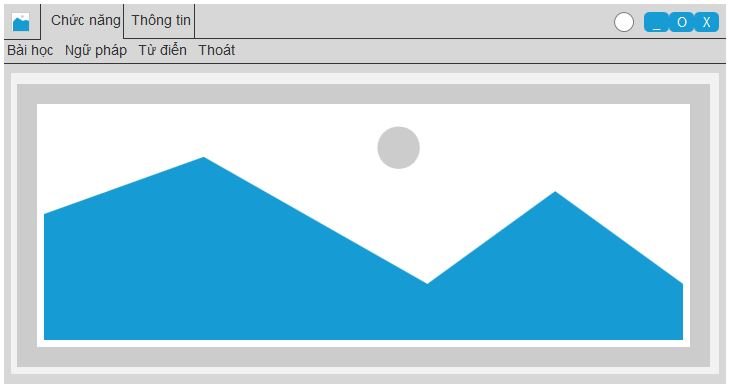 Chức năng Thông tin _ O X
Bài học Ngữ pháp Từ điển Thoát